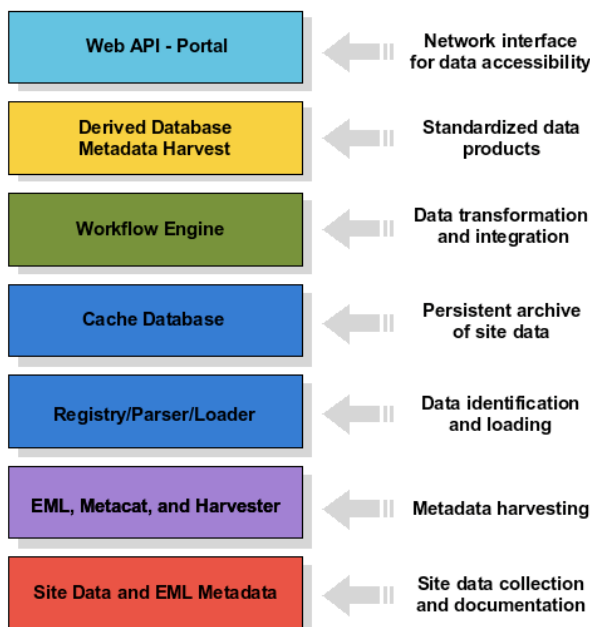 Web API - Portal
Network interface
for data accessibility
Derived Database
Metadata Harvest
Standardized data
products
Workflow Engine
Data transformation
and integration
Cache Database
Persistent archive
of site data
Registry/Parser/Loader
Data identification
and loading
EML, Metacat, and Harvester
Metadata harvesting
Site Data and EML Metadata
Site data collection
and documentation